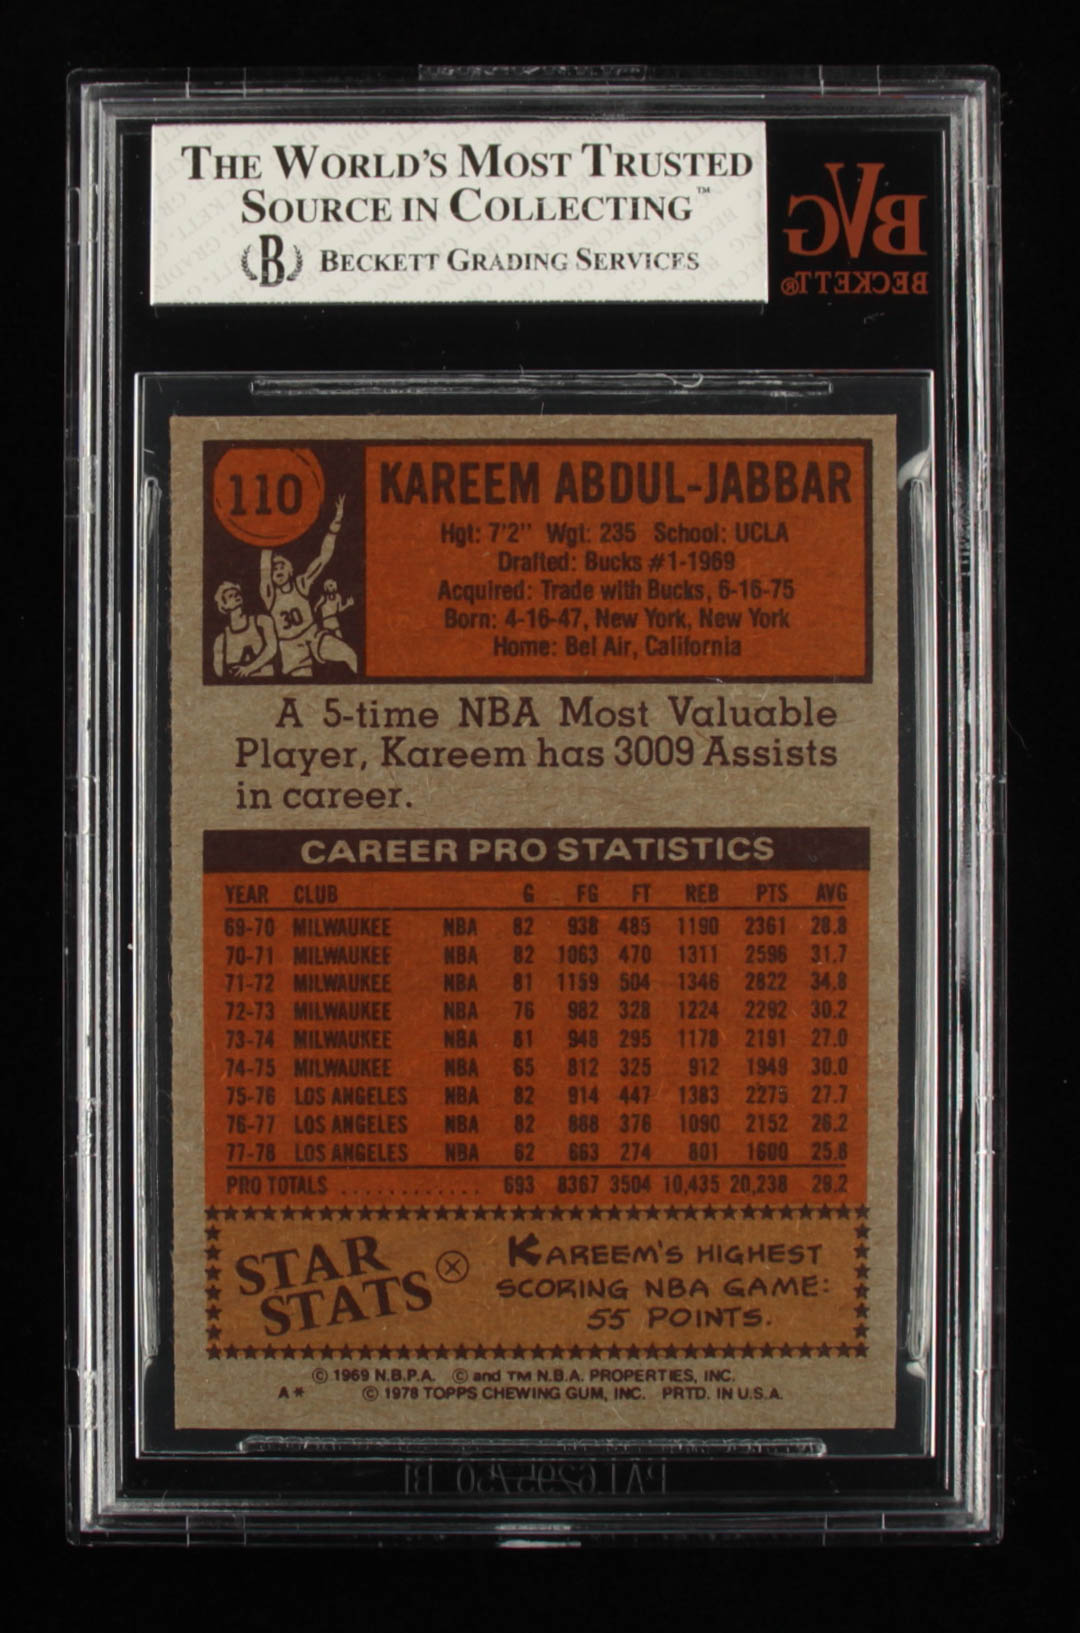 THE WORLD'S MOST TRUSTED
SOURCE IN COLLECTING™
B BECKETT GRADING SERVICES
BVG
BECKETT®
110
KAREEM ABDUL-JABBAR
Hgt: 7'2" Wgt: 235 School: UCLA
Drafted: Bucks #1-1969
Acquired: Trade with Bucks, 6-16-75
Born: 4-16-47, New York, New York
Home: Bel Air, California
30
A 5-time NBA Most Valuable
Player, Kareem has 3009 Assists
in career.
CAREER PRO STATISTICS
YEAR CLUB G FG FT REB PTS AVG
69-70 MILWAUKEE NBA 82 938 485 1190 2361 28.8
70-71 MILWAUKEE NBA 82 1063 470 1311 2596 31.7
71-72 MILWAUKEE NBA 81 1159 504 1346 2822 34.8
72-73 MILWAUKEE NBA 76 982 328 1224 2292 30.2
73-74 MILWAUKEE NBA 81 948 295 1178 2191 27.0
74-75 MILWAUKEE NBA 65 812 325 912 1949 30.0
75-76 LOS ANGELES NBA 82 914 447 1383 2275 27.7
76-77 LOS ANGELES NBA 82 888 376 1090 2152 26.2
77-78 LOS ANGELES NBA 62 663 274 801 1600 25.8
PRO TOTALS ............. 693 8367 3504 10,435 20,238 29.2
STAR
STATS
KAREEM'S HIGHEST
SCORING NBA GAME:
55 POINTS.
© 1969 N.B.P.A. © and TM N.B.A. PROPERTIES, INC.
A* © 1978 TOPPS CHEWING GUM, INC. PRTD. IN U.S.A.